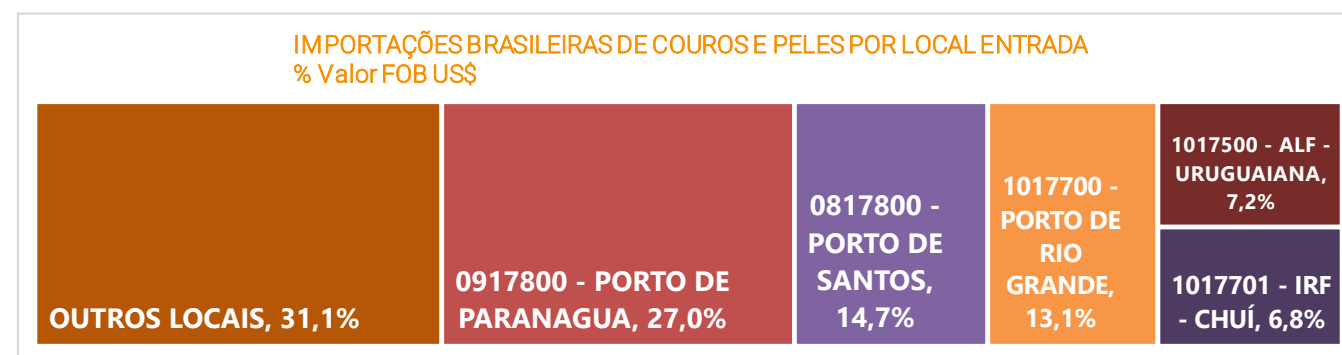 IMPORTAÇÕES BRASILEIRAS DE COUROS E PELES POR LOCAL ENTRADA
% Valor FOB US$
OUTROS LOCAIS, 31,1%
0917800 - PORTO DE
PARANAGUA, 27,0%
0817800 -
PORTO DE
SANTOS,
14,7%
1017700 -
PORTO DE
RIO
GRANDE,
13,1%
1017500 - ALF -
URUGUAIANA,
7,2%
1017701 - IRF
- CHUÍ, 6,8%